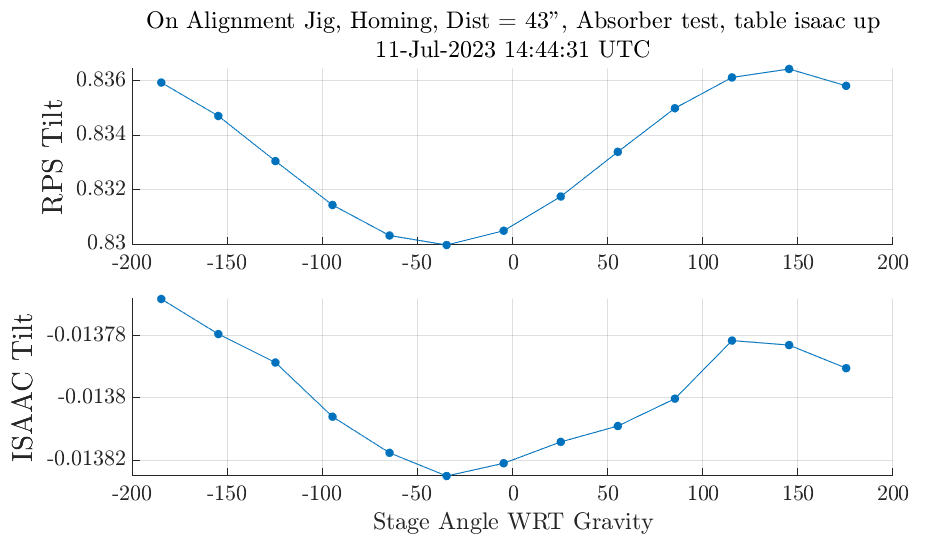 On Alignment Jig, Homing, Dist = 43", Absorber test, table isaac up
11-Jul-2023 14:44:31 UTC
RPS Tilt
0.836
0.834
0.832
0.83
-200 -150 -100 -50 0 50 100 150 200
ISAAC Tilt
-0.01378
-0.0138
-0.01382
-200 -150 -100 -50 0 50 100 150 200
Stage Angle WRT Gravity